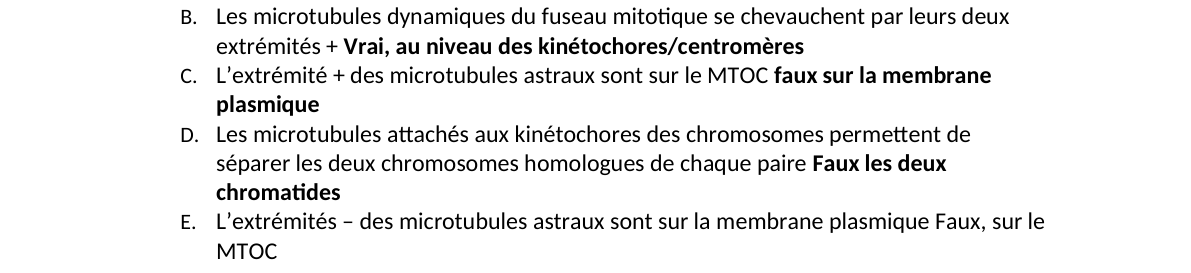 B. Les microtubules dynamiques du fuseau mitotique se chevauchent par leurs deux
extrémités + Vrai, au niveau des kinétochores/centromères
C. L’extrémité + des microtubules astraux sont sur le MTOC faux sur la membrane
plasmique
D. Les microtubules attachés aux kinétochores des chromosomes permettent de
séparer les deux chromosomes homologues de chaque paire Faux les deux
chromatides
E. L’extrémités – des microtubules astraux sont sur la membrane plasmique Faux, sur le
MTOC